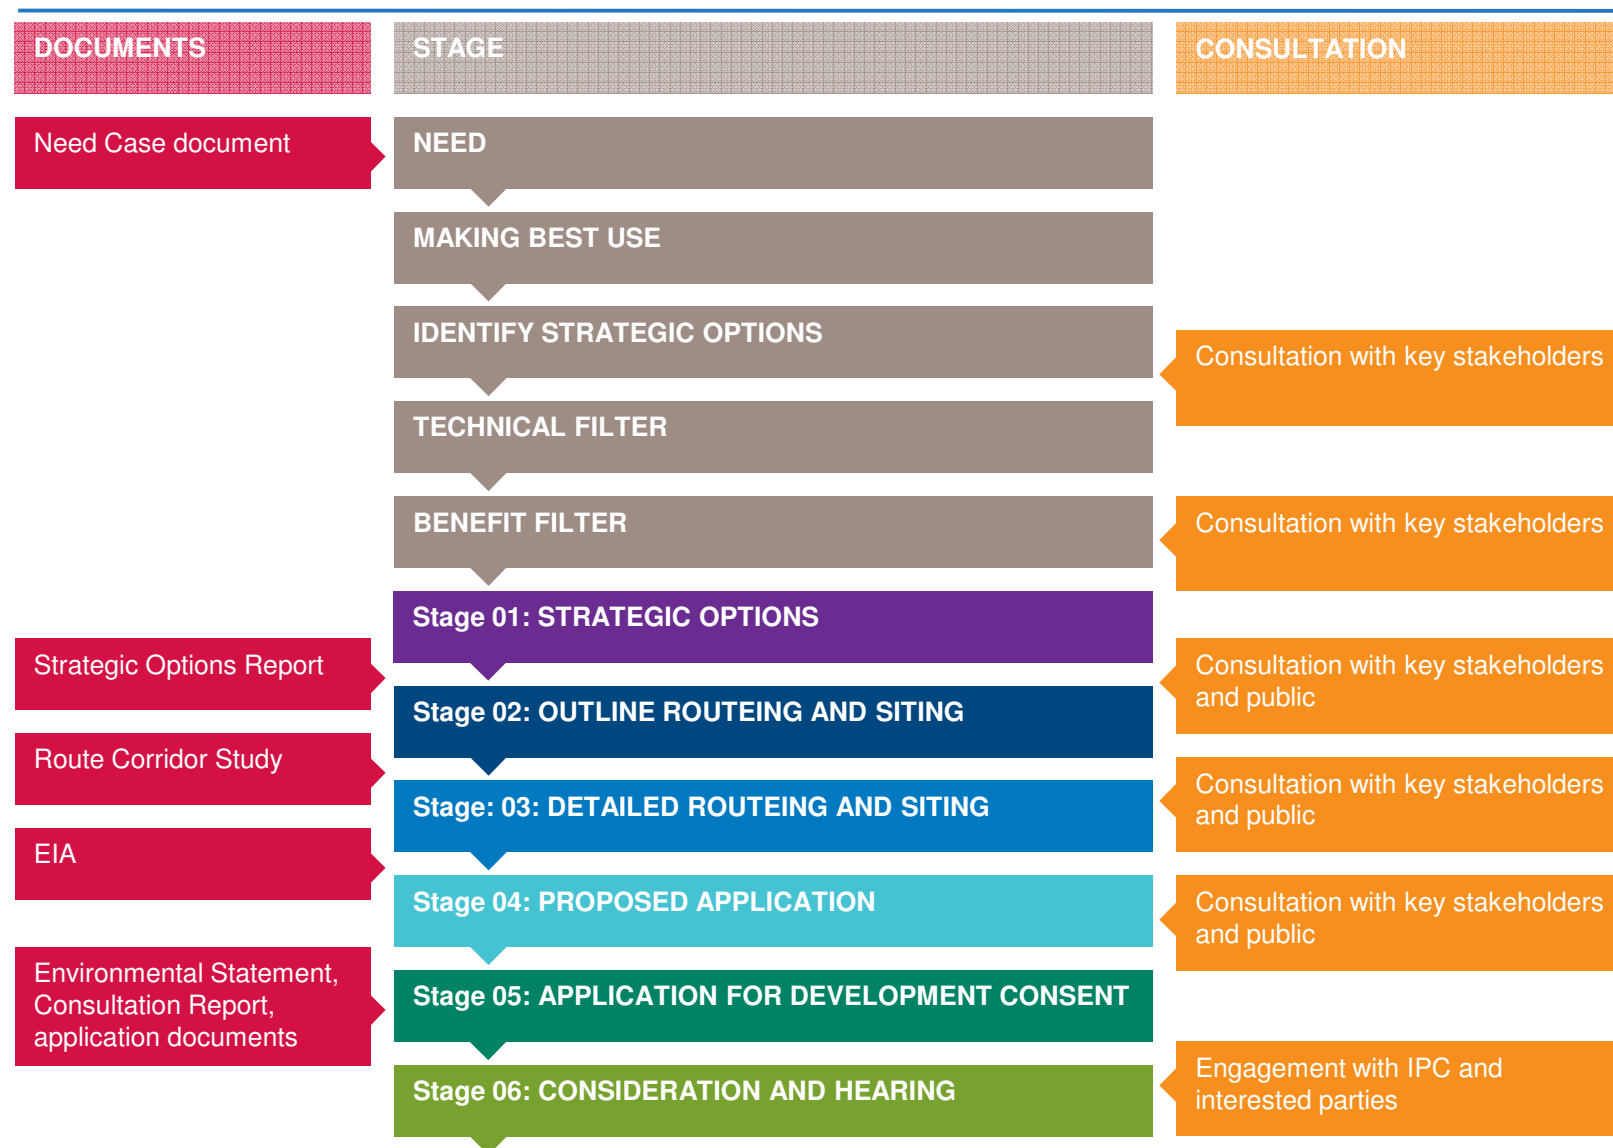 DOCUMENTS
STAGE
CONSULTATION
Need Case document
NEED
MAKING BEST USE
IDENTIFY STRATEGIC OPTIONS
Consultation with key stakeholders
TECHNICAL FILTER
BENEFIT FILTER
Consultation with key stakeholders
Stage 01: STRATEGIC OPTIONS
Strategic Options Report
Consultation with key stakeholders
and public
Stage 02: OUTLINE ROUTEING AND SITING
Route Corridor Study
Stage: 03: DETAILED ROUTEING AND SITING
Consultation with key stakeholders
and public
EIA
Stage 04: PROPOSED APPLICATION
Consultation with key stakeholders
and public
Environmental Statement,
Consultation Report,
application documents
Stage 05: APPLICATION FOR DEVELOPMENT CONSENT
Stage 06: CONSIDERATION AND HEARING
Engagement with IPC and
interested parties